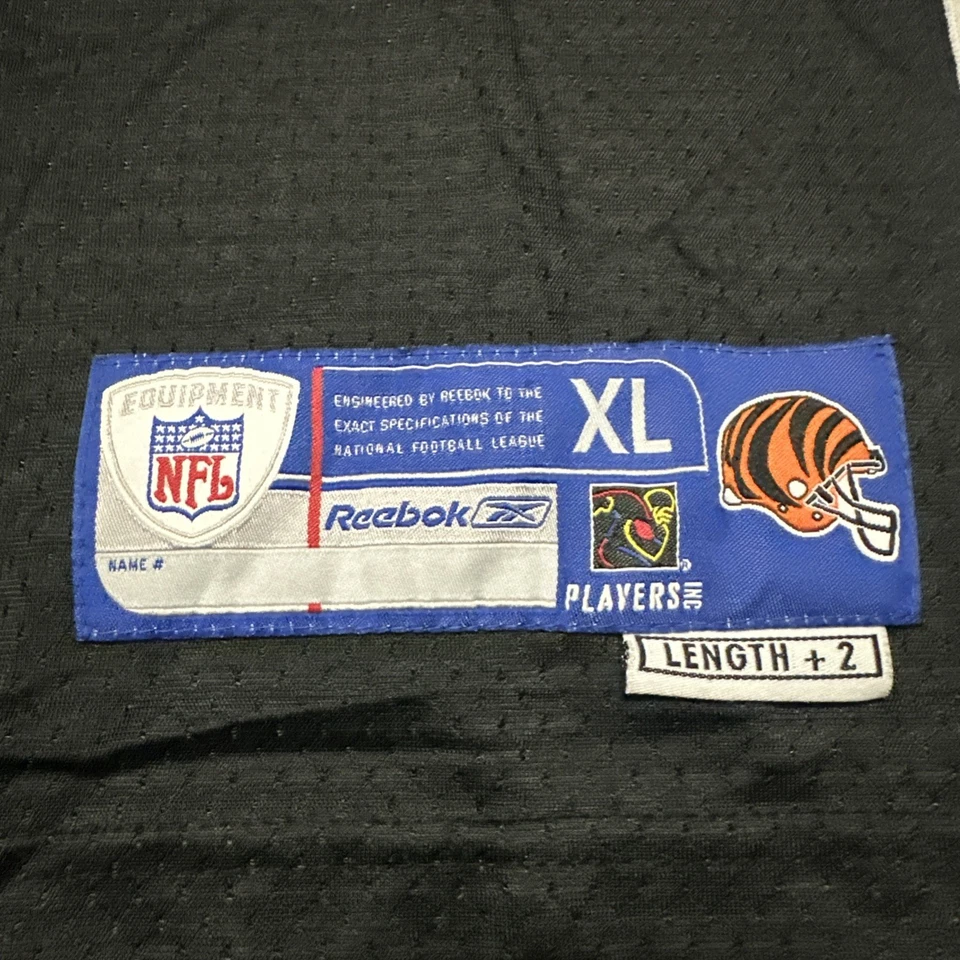 EQUIPMENT
NFL
ENGINEERED BY REEBOK TO THE
EXACT SPECIFICATIONS OF THE
NATIONAL FOOTBALL LEAGUE
XL
Reebok
NAME #
PLAYERS INC
LENGTH + 2